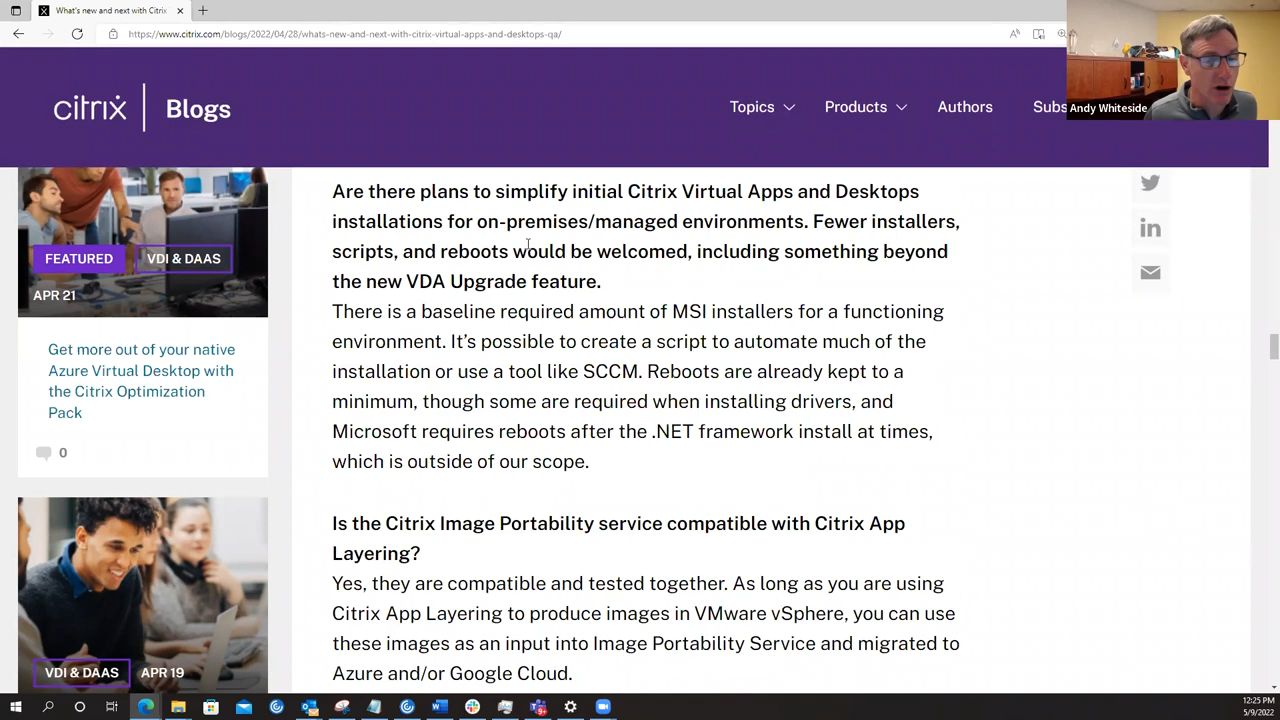 What's new and next with Citrix
https://www.citrix.com/blogs/2022/04/28/whats-new-and-next-with-citrix-virtual-apps-and-desktops-qa/
citrix | Blogs
Topics
Products
Authors
Subs
Andy Whiteside
FEATURED
VDI & DAAS
APR 21
Get more out of your native
Azure Virtual Desktop with
the Citrix Optimization
Pack
0
VDI & DAAS
APR 19
Are there plans to simplify initial Citrix Virtual Apps and Desktops
installations for on-premises/managed environments. Fewer installers,
scripts, and reboots would be welcomed, including something beyond
the new VDA Upgrade feature.
There is a baseline required amount of MSI installers for a functioning
environment. It's possible to create a script to automate much of the
installation or use a tool like SCCM. Reboots are already kept to a
minimum, though some are required when installing drivers, and
Microsoft requires reboots after the .NET framework install at times,
which is outside of our scope.
Is the Citrix Image Portability service compatible with Citrix App
Layering?
Yes, they are compatible and tested together. As long as you are using
Citrix App Layering to produce images in VMware vSphere, you can use
these images as an input into Image Portability Service and migrated to
Azure and/or Google Cloud.
12:25 PM
5/9/2022